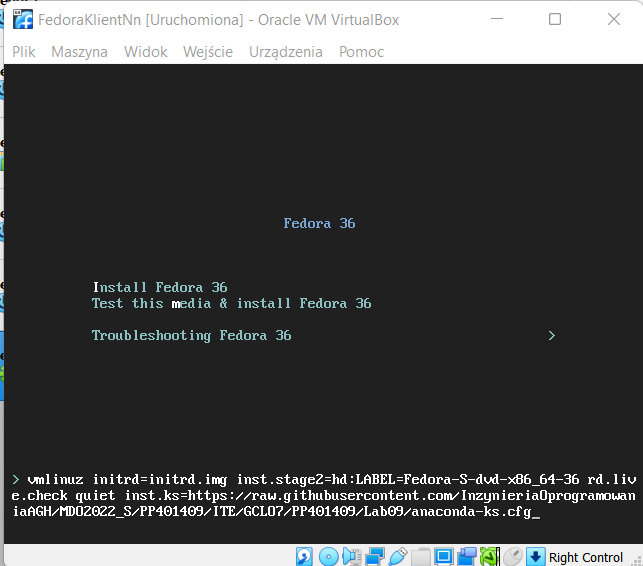 FedoraKlientNn [Uruchomiona] - Oracle VM VirtualBox
Plik Maszyna Widok Wejście Urządzenia Pomoc
Fedora 36
Install Fedora 36
Test this media & install Fedora 36
Troubleshooting Fedora 36 >
> vmlinuz initrd=initrd.img inst.stage2=hd:LABEL=Fedora-S-dvd-x86_64-36 rd.liv
e.check quiet inst.ks=https://raw.githubusercontent.com/InzynieriaOprogramowan
iaAGH/MDO2022_S/PP401409/ITE/GCL07/PP401409/Lab09/anaconda-ks.cfg_
Right Control